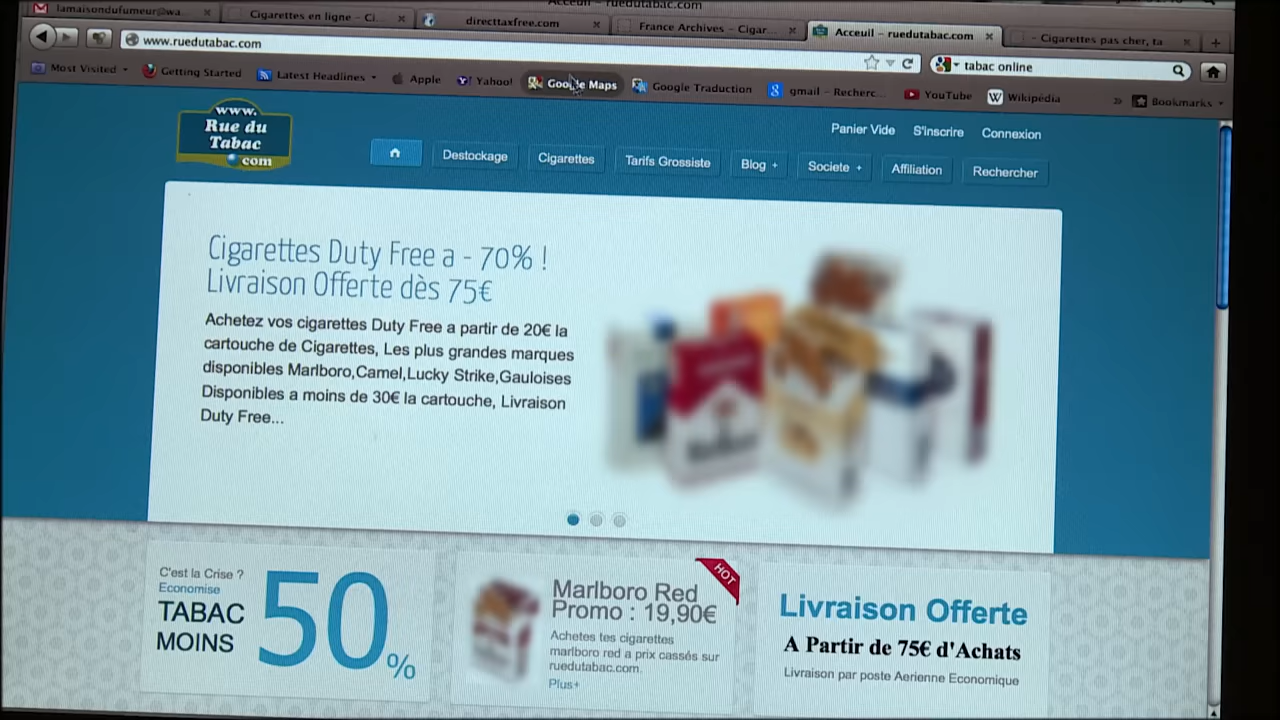 Acceuil - ruedutabac.com
lamaisondufumeur@wa...
Cigarettes en ligne - Ci...
directtaxfree.com
France Archives - Cigar...
Acceuil - ruedutabac.com
Cigarettes pas cher, ta
www.ruedutabac.com
tabac online
Most Visited
Getting Started
Latest Headlines
Apple
Yahoo!
Google Maps
Google Traduction
gmail - Recherc...
YouTube
Wikipédia
Bookmarks
www.
Rue du
Tabac
com
Panier Vide
S'inscrire
Connexion
Destockage
Cigarettes
Tarifs Grossiste
Blog +
Societe +
Affiliation
Rechercher
Cigarettes Duty Free a - 70% !
Livraison Offerte dès 75€
Achetez vos cigarettes Duty Free a partir de 20€ la
cartouche de Cigarettes, Les plus grandes marques
disponibles Marlboro,Camel,Lucky Strike,Gauloises
Disponibles a moins de 30€ la cartouche, Livraison
Duty Free...
C'est la Crise ?
Economise
TABAC
MOINS
50%
HOT
Marlboro Red
Promo : 19,90€
Achetes tes cigarettes
marlboro red a prix cassés sur
ruedutabac.com.
Plus+
Livraison Offerte
A Partir de 75€ d'Achats
Livraison par poste Aerienne Economique